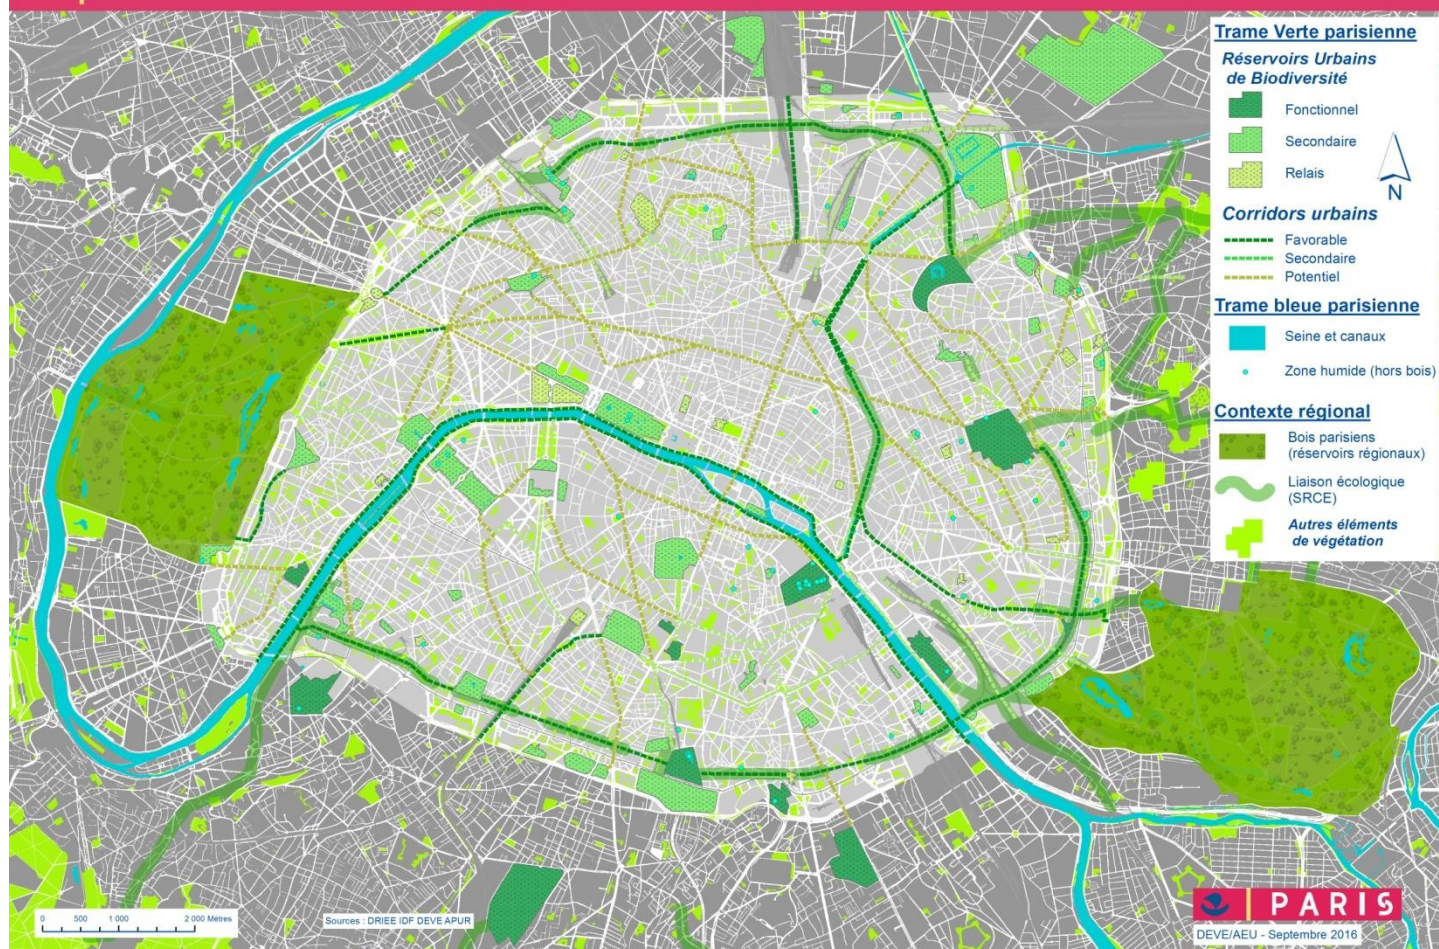 Trame Verte parisienne
Réservoirs Urbains
de Biodiversité
Fonctionnel
Secondaire
Relais
N
Corridors urbains
Favorable
Secondaire
Potentiel
Trame bleue parisienne
Seine et canaux
Zone humide (hors bois)
Contexte régional
Bois parisiens
(réservoirs régionaux)
Liaison écologique
(SRCE)
Autres éléments
de végétation
0 500 1 000 2 000 Mètres
Sources : DRIEE IDF DEVE APUR
PARIS
DEVE/AEU - Septembre 2016